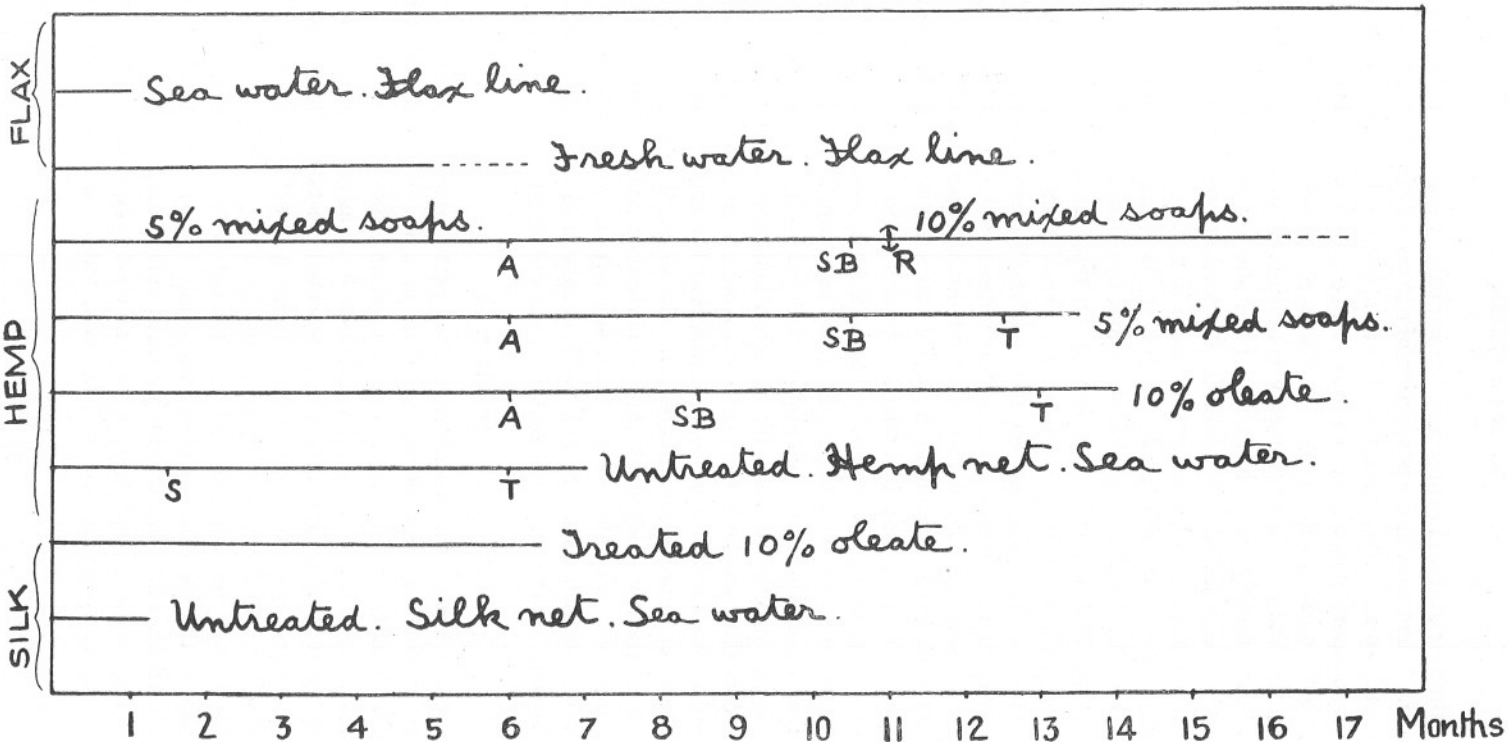 FLAX
Sea water. Flax line.
Fresh water. Flax line.
HEMP
5% mixed soaps. 10% mixed soaps.
A SB R
5% mixed soaps.
A SB T
10% oleate.
A SB T
Untreated. Hemp net. Sea water.
S T
SILK
Treated 10% oleate.
Untreated. Silk net. Sea water.
1 2 3 4 5 6 7 8 9 10 11 12 13 14 15 16 17 Months